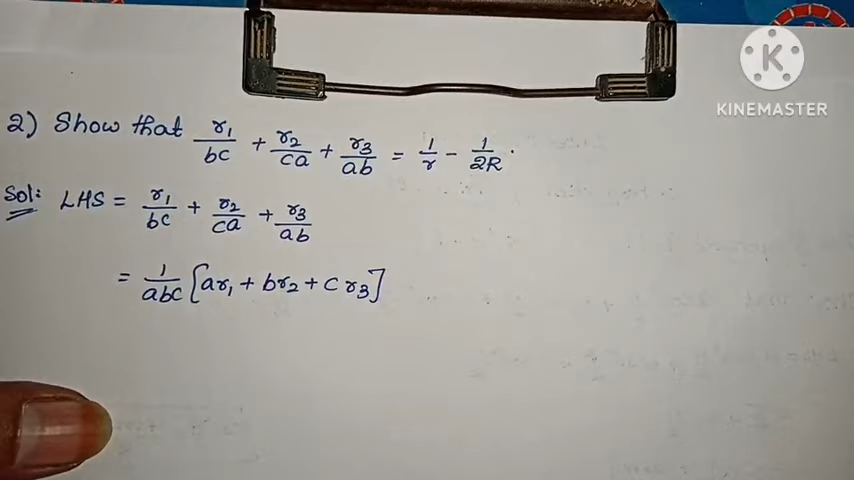 K
KINEMASTER
2) Show that r₁/bc + r₂/ca + r₃/ab = 1/r - 1/2R.
Sol: LHS = r₁/bc + r₂/ca + r₃/ab
= 1/abc [ar₁ + br₂ + c r₃]